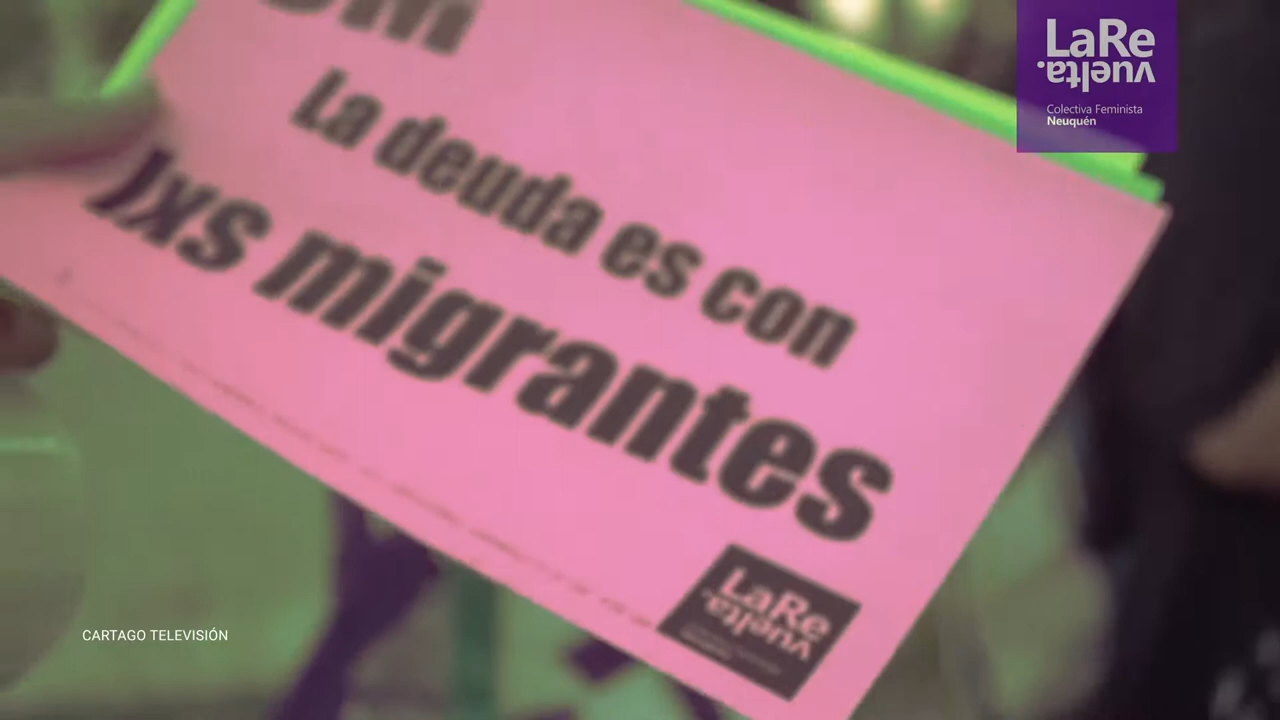 La deuda es con
lxs migrantes
LaRe
vuelta.
LaRe
vuelta.
Colectiva Feminista
Neuquén
CARTAGO TELEVISIÓN